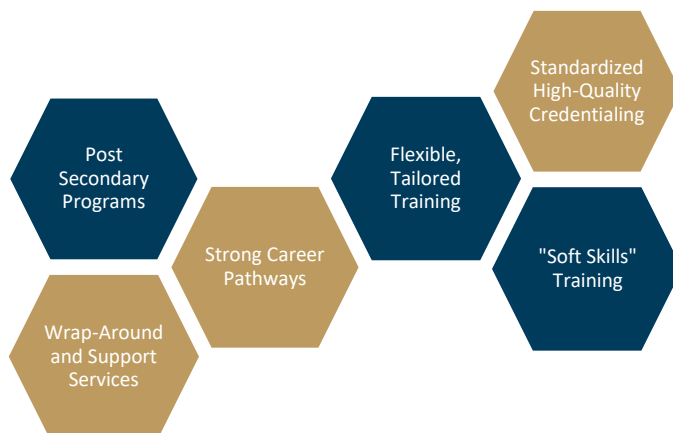 Post
Secondary
Programs
Wrap-Around
and Support
Services
Strong Career
Pathways
Flexible,
Tailored
Training
Standardized
High-Quality
Credentialing
"Soft Skills"
Training